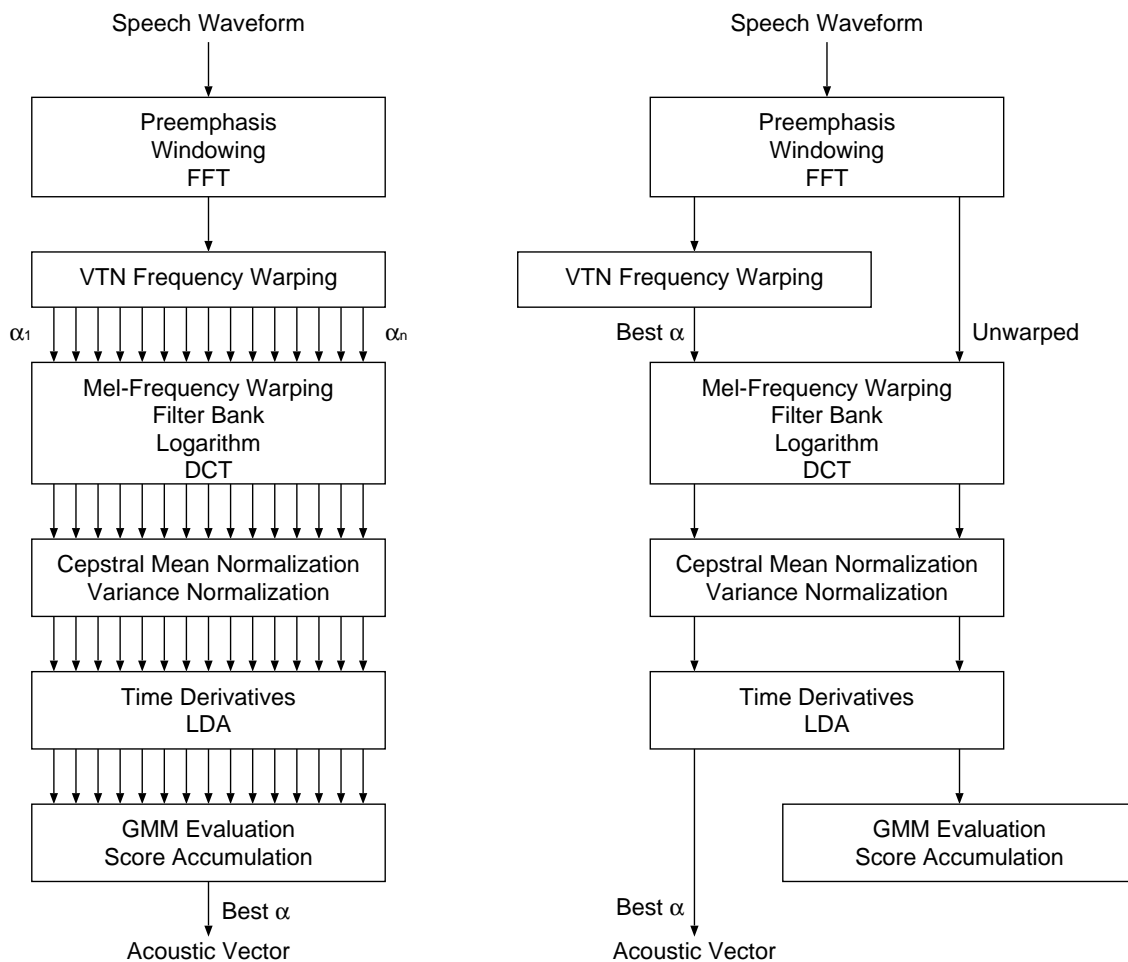 Speech Waveform
Preemphasis
Windowing
FFT
VTN Frequency Warping
α1
αn
Mel-Frequency Warping
Filter Bank
Logarithm
DCT
Cepstral Mean Normalization
Variance Normalization
Time Derivatives
LDA
GMM Evaluation
Score Accumulation
Best α
Acoustic Vector
Speech Waveform
Preemphasis
Windowing
FFT
VTN Frequency Warping
Best α
Unwarped
Mel-Frequency Warping
Filter Bank
Logarithm
DCT
Cepstral Mean Normalization
Variance Normalization
Time Derivatives
LDA
GMM Evaluation
Score Accumulation
Best α
Acoustic Vector